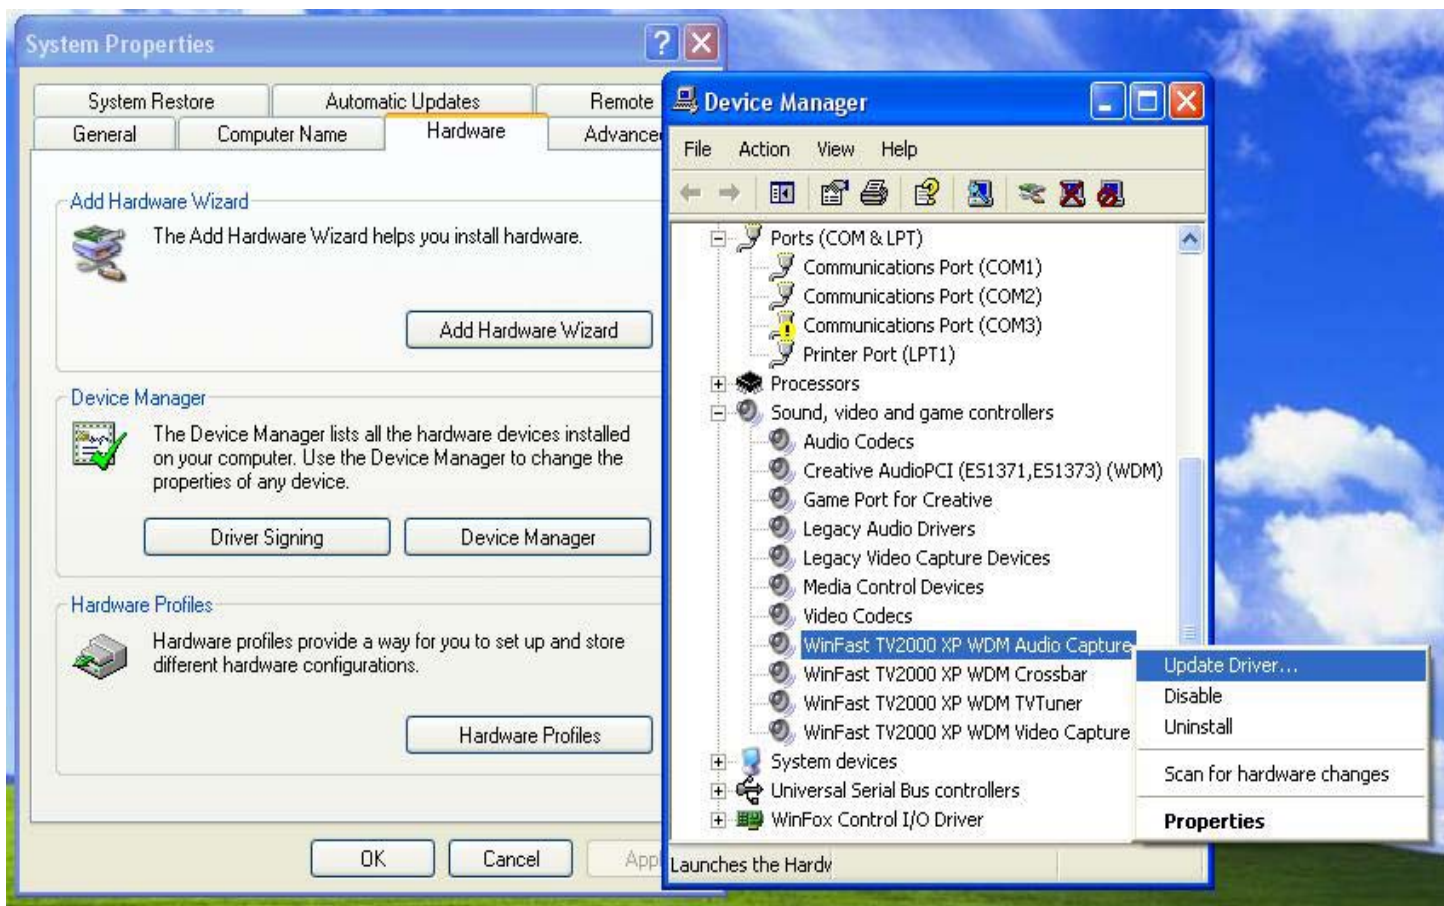 System Properties
System Restore
Automatic Updates
Remote
General
Computer Name
Hardware
Advance
Add Hardware Wizard
The Add Hardware Wizard helps you install hardware.
Add Hardware Wizard
Device Manager
The Device Manager lists all the hardware devices installed
on your computer. Use the Device Manager to change the
properties of any device.
Driver Signing
Device Manager
Hardware Profiles
Hardware profiles provide a way for you to set up and store
different hardware configurations.
Hardware Profiles
OK
Cancel
Appl
Device Manager
File Action View Help
Ports (COM & LPT)
Communications Port (COM1)
Communications Port (COM2)
Communications Port (COM3)
Printer Port (LPT1)
Processors
Sound, video and game controllers
Audio Codecs
Creative AudioPCI (ES1371,ES1373) (WDM)
Game Port for Creative
Legacy Audio Drivers
Legacy Video Capture Devices
Media Control Devices
Video Codecs
WinFast TV2000 XP WDM Audio Capture
WinFast TV2000 XP WDM Crossbar
WinFast TV2000 XP WDM TVTuner
WinFast TV2000 XP WDM Video Capture
System devices
Universal Serial Bus controllers
WinFox Control I/O Driver
Launches the Hardw
Update Driver...
Disable
Uninstall
Scan for hardware changes
Properties